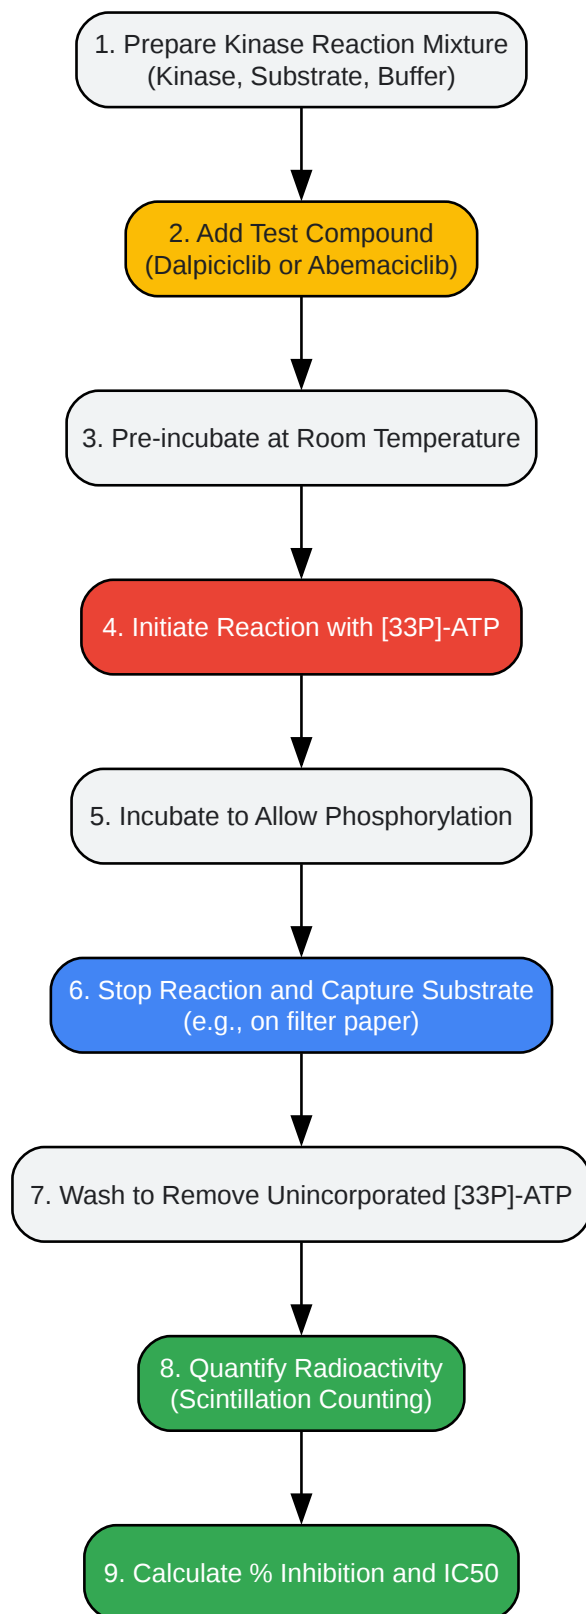 1. Prepare Kinase Reaction Mixture
(Kinase, Substrate, Buffer)
2. Add Test Compound
(Dalpiciclib or Abemaciclib)
3. Pre-incubate at Room Temperature
4. Initiate Reaction with [33P]-ATP
5. Incubate to Allow Phosphorylation
6. Stop Reaction and Capture Substrate
(e.g., on filter paper)
7. Wash to Remove Unincorporated [33P]-ATP
8. Quantify Radioactivity
(Scintillation Counting)
9. Calculate % Inhibition and IC50